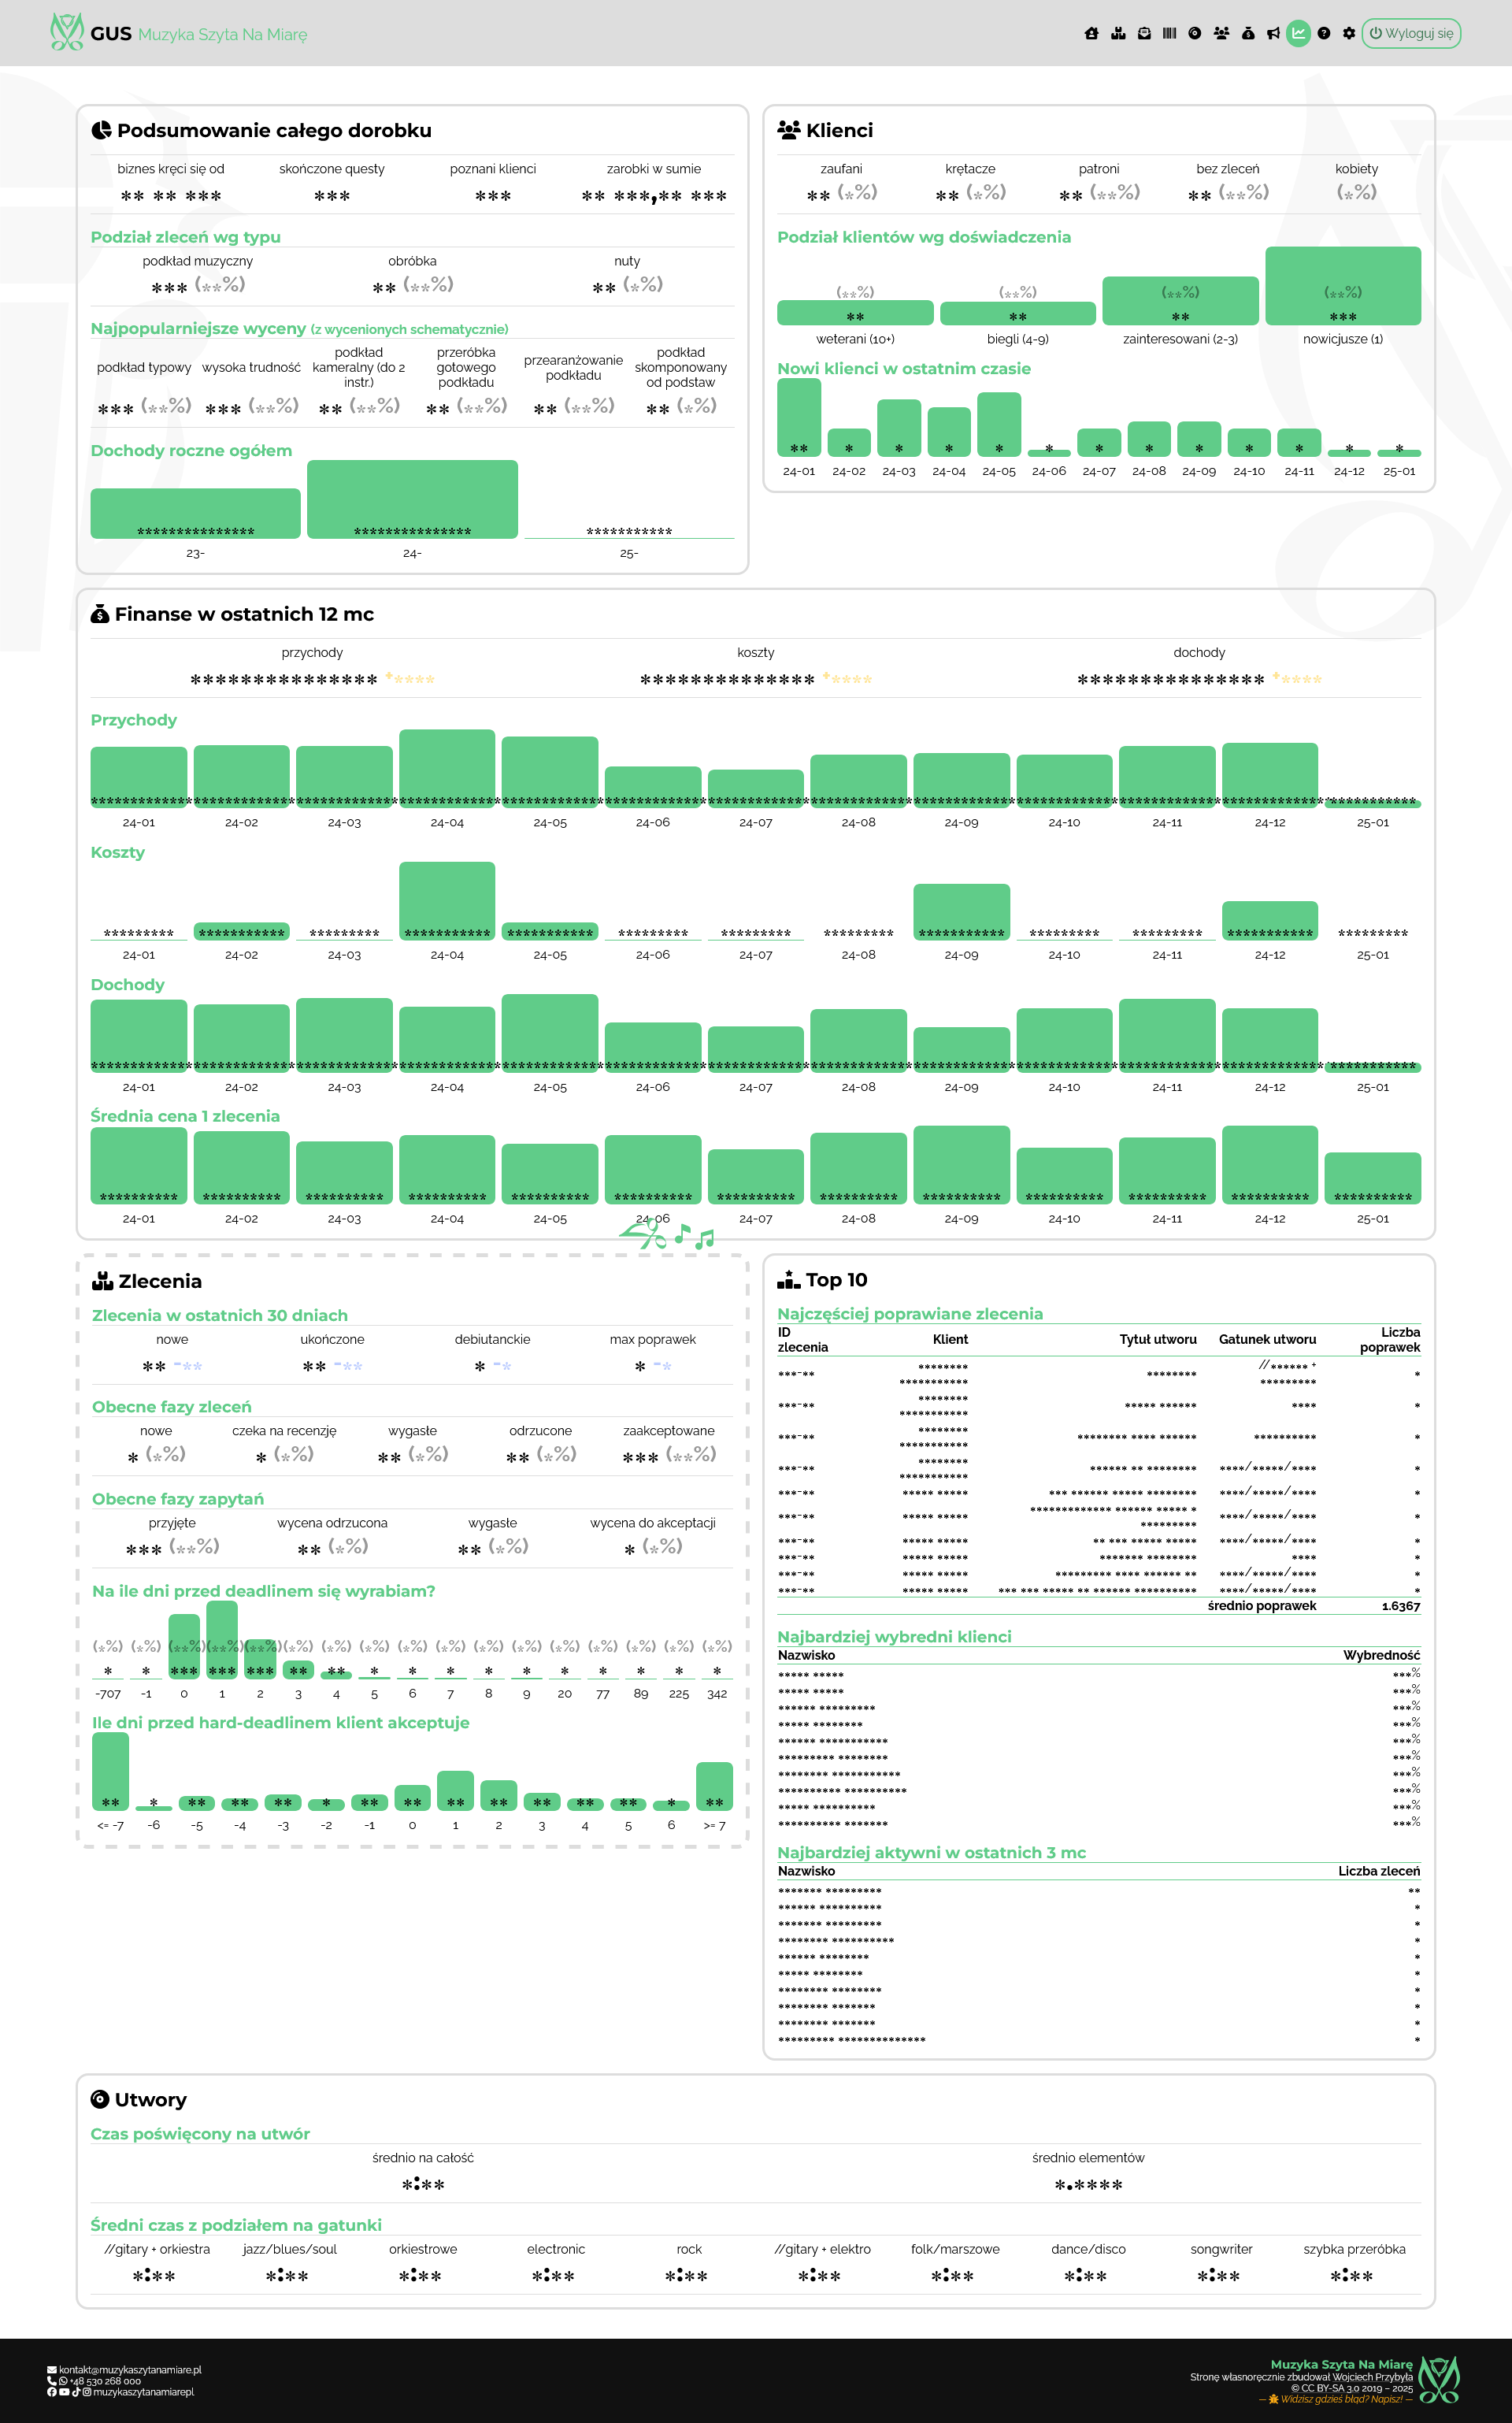 GUS Muzyka Szyta Na Miarę
Wyloguj się
Podsumowanie całego dorobku
biznes kręci się od skończone questy poznani klienci zarobki w sumie
** ** *** *** *** ** ***,** ***
Podział zleceń wg typu
podkład muzyczny obróbka nuty
*** (**%) ** (**%) ** (*%)
Najpopularniejsze wyceny (z wycenionych schematycznie)
podkład typowy wysoka trudność podkład kameralny (do 2 instr.) przeróbka gotowego podkładu przearanżowanie podkładu podkład skomponowany od podstaw
*** (**%) *** (**%) ** (**%) ** (**%) ** (**%) ** (*%)
Dochody roczne ogółem
23- 24- 25-
Klienci
zaufani krętacze patroni bez zleceń kobiety
** (*%) ** (*%) ** (**%) ** (**%) (*%)
Podział klientów wg doświadczenia
(**%) (**%) (**%) (**%)
** ** ** ***
weterani (10+) biegli (4-9) zainteresowani (2-3) nowicjusze (1)
Nowi klienci w ostatnim czasie
** * * * * * * * * * * * *
24-01 24-02 24-03 24-04 24-05 24-06 24-07 24-08 24-09 24-10 24-11 24-12 25-01
Finanse w ostatnich 12 mc
przychody koszty dochody
Przychody
24-01 24-02 24-03 24-04 24-05 24-06 24-07 24-08 24-09 24-10 24-11 24-12 25-01
Koszty
24-01 24-02 24-03 24-04 24-05 24-06 24-07 24-08 24-09 24-10 24-11 24-12 25-01
Dochody
24-01 24-02 24-03 24-04 24-05 24-06 24-07 24-08 24-09 24-10 24-11 24-12 25-01
Średnia cena 1 zlecenia
24-01 24-02 24-03 24-04 24-05 24-06 24-07 24-08 24-09 24-10 24-11 24-12 25-01
Zlecenia
Zlecenia w ostatnich 30 dniach
nowe ukończone debiutanckie max poprawek
** -** ** -** * -* * -*
Obecne fazy zleceń
nowe czeka na recenzję wygasłe odrzucone zaakceptowane
* (*%) * (*%) ** (*%) ** (*%) *** (**%)
Obecne fazy zapytań
przyjęte wycena odrzucona wygasłe wycena do akceptacji
*** (**%) ** (*%) ** (*%) * (*%)
Na ile dni przed deadlinem się wyrabiam?
(*%) (*%) (**%) (**%) (**%) (*%) (*%) (*%) (*%) (*%) (*%) (*%) (*%) (*%) (*%) (*%) (*%)
* * *** *** *** ** ** * * * * * * * * * *
-707 -1 0 1 2 3 4 5 6 7 8 9 20 77 89 225 342
Ile dni przed hard-deadlinem klient akceptuje
** * ** ** ** * ** ** ** ** ** ** ** * **
<= -7 -6 -5 -4 -3 -2 -1 0 1 2 3 4 5 6 >= 7
Top 10
Najczęściej poprawiane zlecenia
ID zlecenia Klient Tytuł utworu Gatunek utworu Liczba poprawek
średnio poprawek 1.6367
Najbardziej wybredni klienci
Nazwisko Wybredność
Najbardziej aktywni w ostatnich 3 mc
Nazwisko Liczba zleceń
Utwory
Czas poświęcony na utwór
średnio na całość średnio elementów
*:** *.****
Średni czas z podziałem na gatunki
//gitary + orkiestra jazz/blues/soul orkiestrowe electronic rock //gitary + elektro folk/marszowe dance/disco songwriter szybka przeróbka
*:** *:** *:** *:** *:** *:** *:** *:** *:** *:**
kontakt@muzykaszytanamiare.pl
+48 530 268 000
muzykaszytanamiarepl
Muzyka Szyta Na Miarę
Stronę własnoręcznie zbudował Wojciech Przybyła
© CC BY-SA 3.0 2019 – 2025
— Widzisz gdzieś błąd? Napisz! —